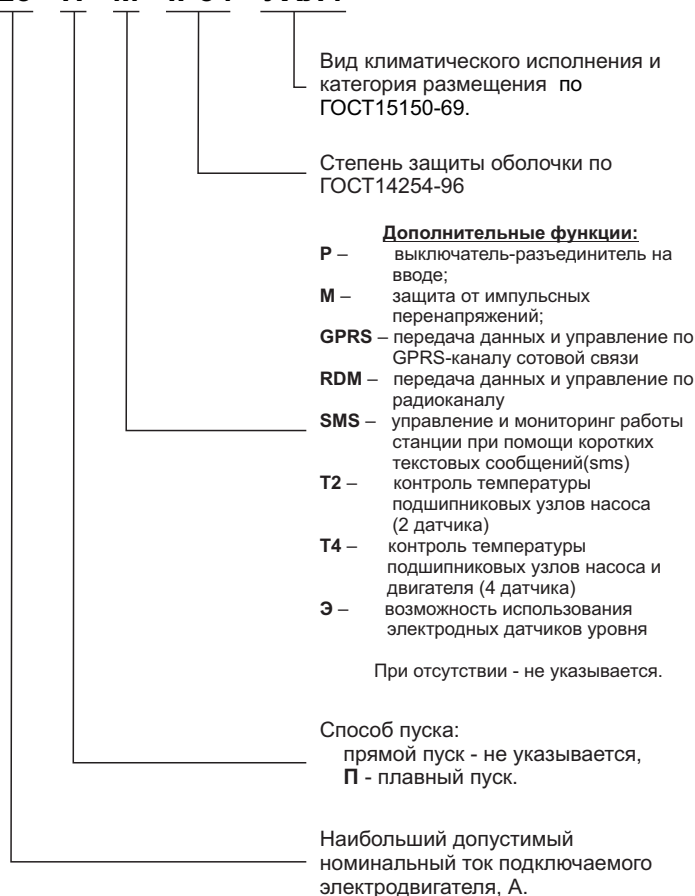 Вид климатического исполнения и
категория размещения по
ГОСТ15150-69.
Степень защиты оболочки по
ГОСТ14254-96
Дополнительные функции:
Р – выключатель-разъединитель на
вводе;
М – защита от импульсных
перенапряжений;
GPRS – передача данных и управление по
GPRS-каналу сотовой связи
RDM – передача данных и управление по
радиоканалу
SMS – управление и мониторинг работы
станции при помощи коротких
текстовых сообщений(sms)
Т2 – контроль температуры
подшипниковых узлов насоса
(2 датчика)
Т4 – контроль температуры
подшипниковых узлов насоса и
двигателя (4 датчика)
Э – возможность использования
электродных датчиков уровня
При отсутствии - не указывается.
Способ пуска:
прямой пуск - не указывается,
П - плавный пуск.
Наибольший допустимый
номинальный ток подключаемого
электродвигателя, А.